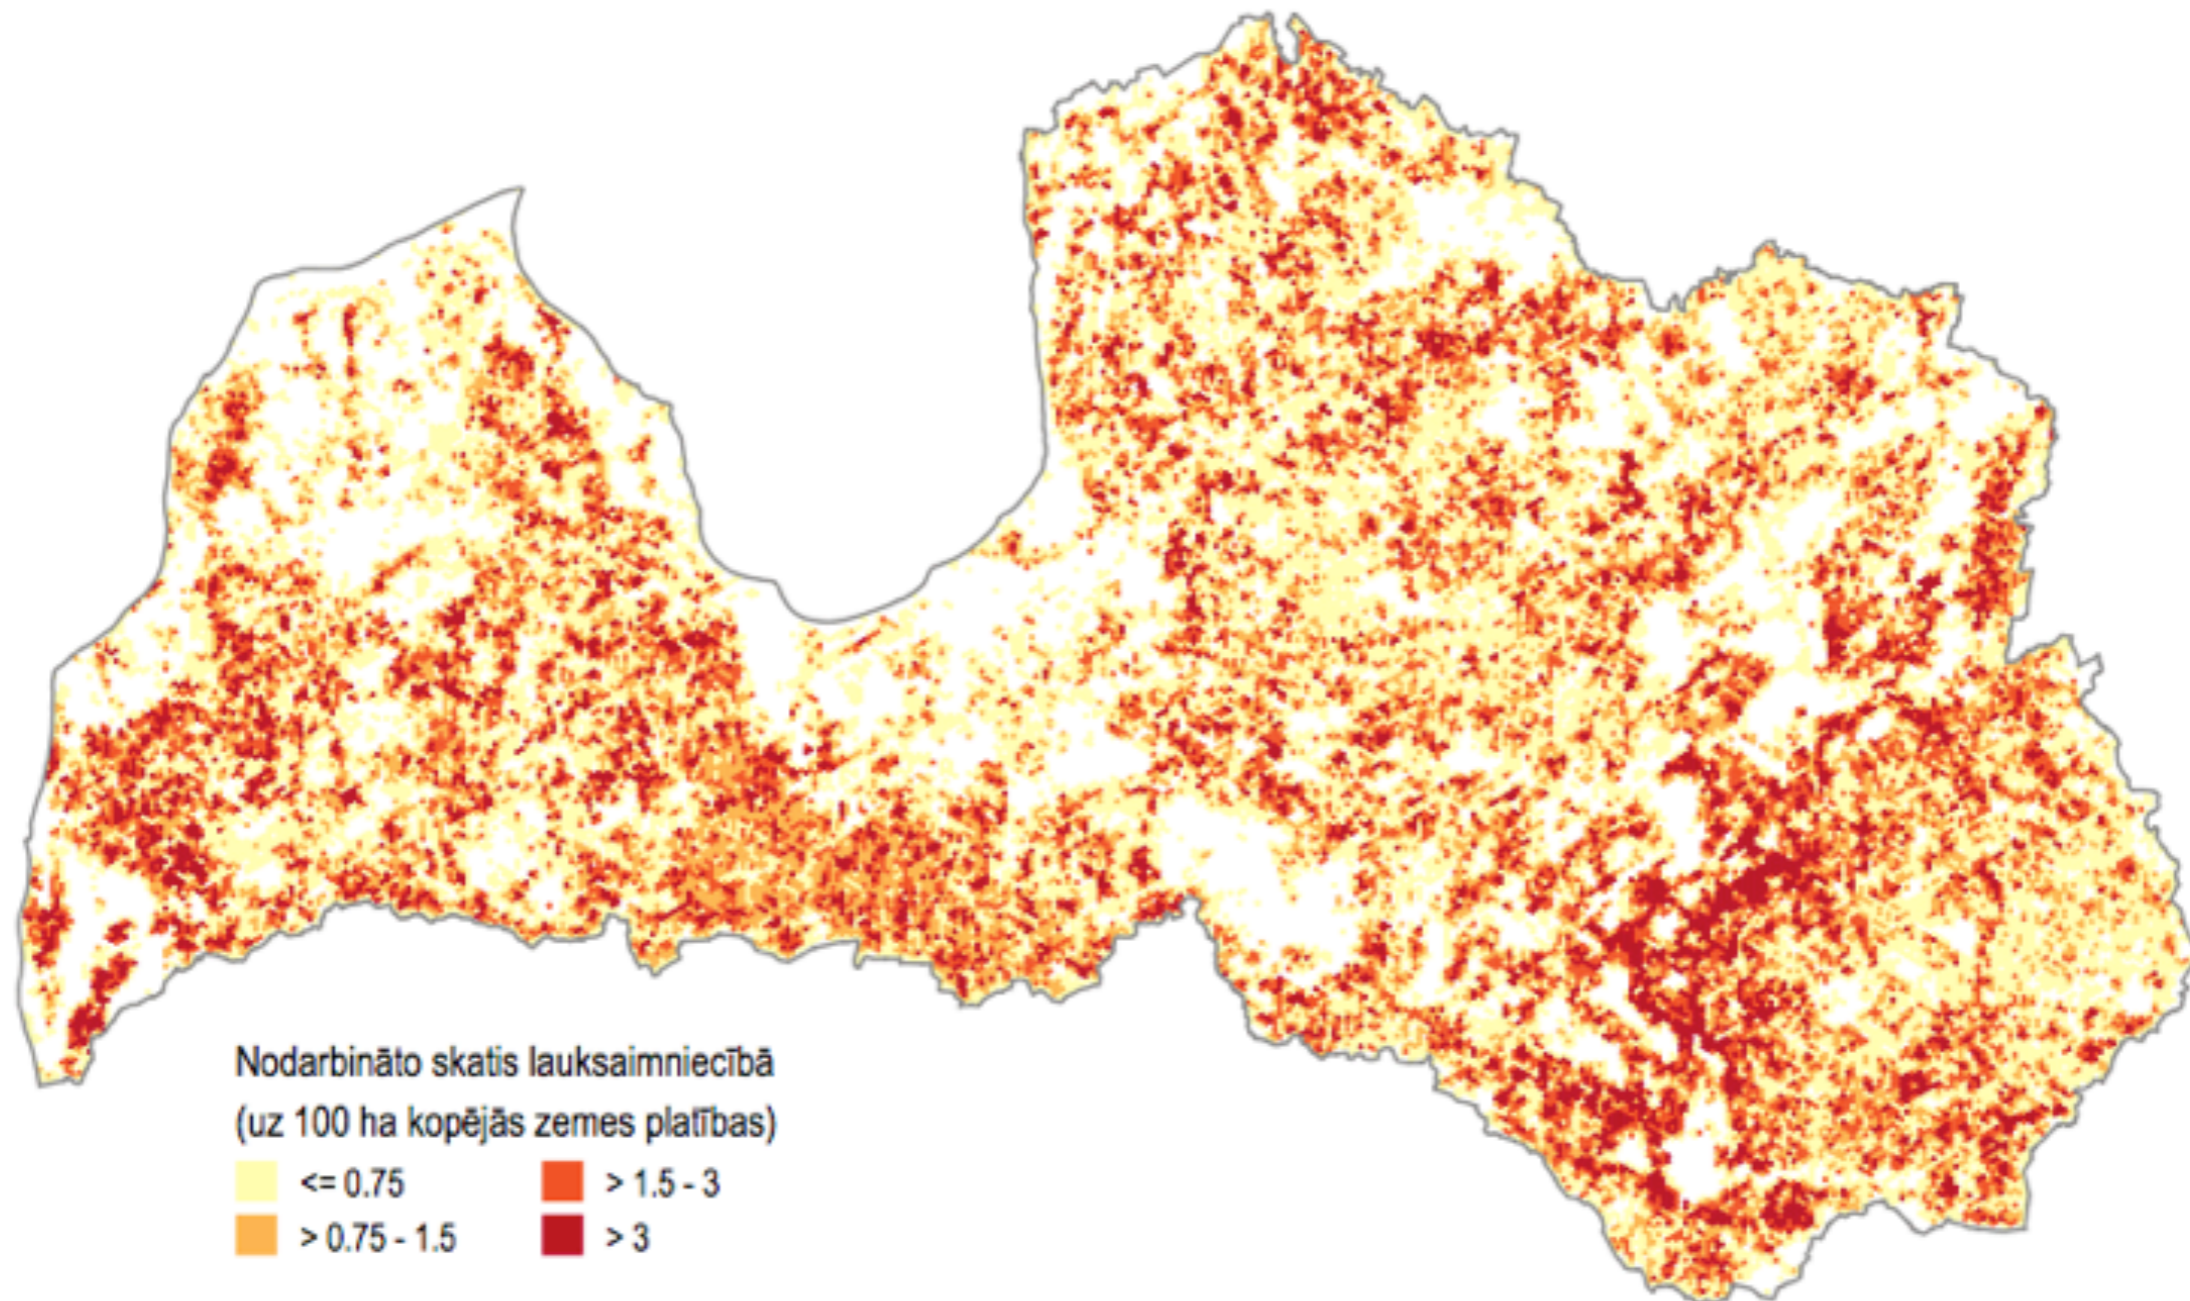 Nodarbināto skatis lauksaimniecībā
(uz 100 ha kopējās zemes platības)
<= 0.75
> 1.5 - 3
> 0.75 - 1.5
> 3